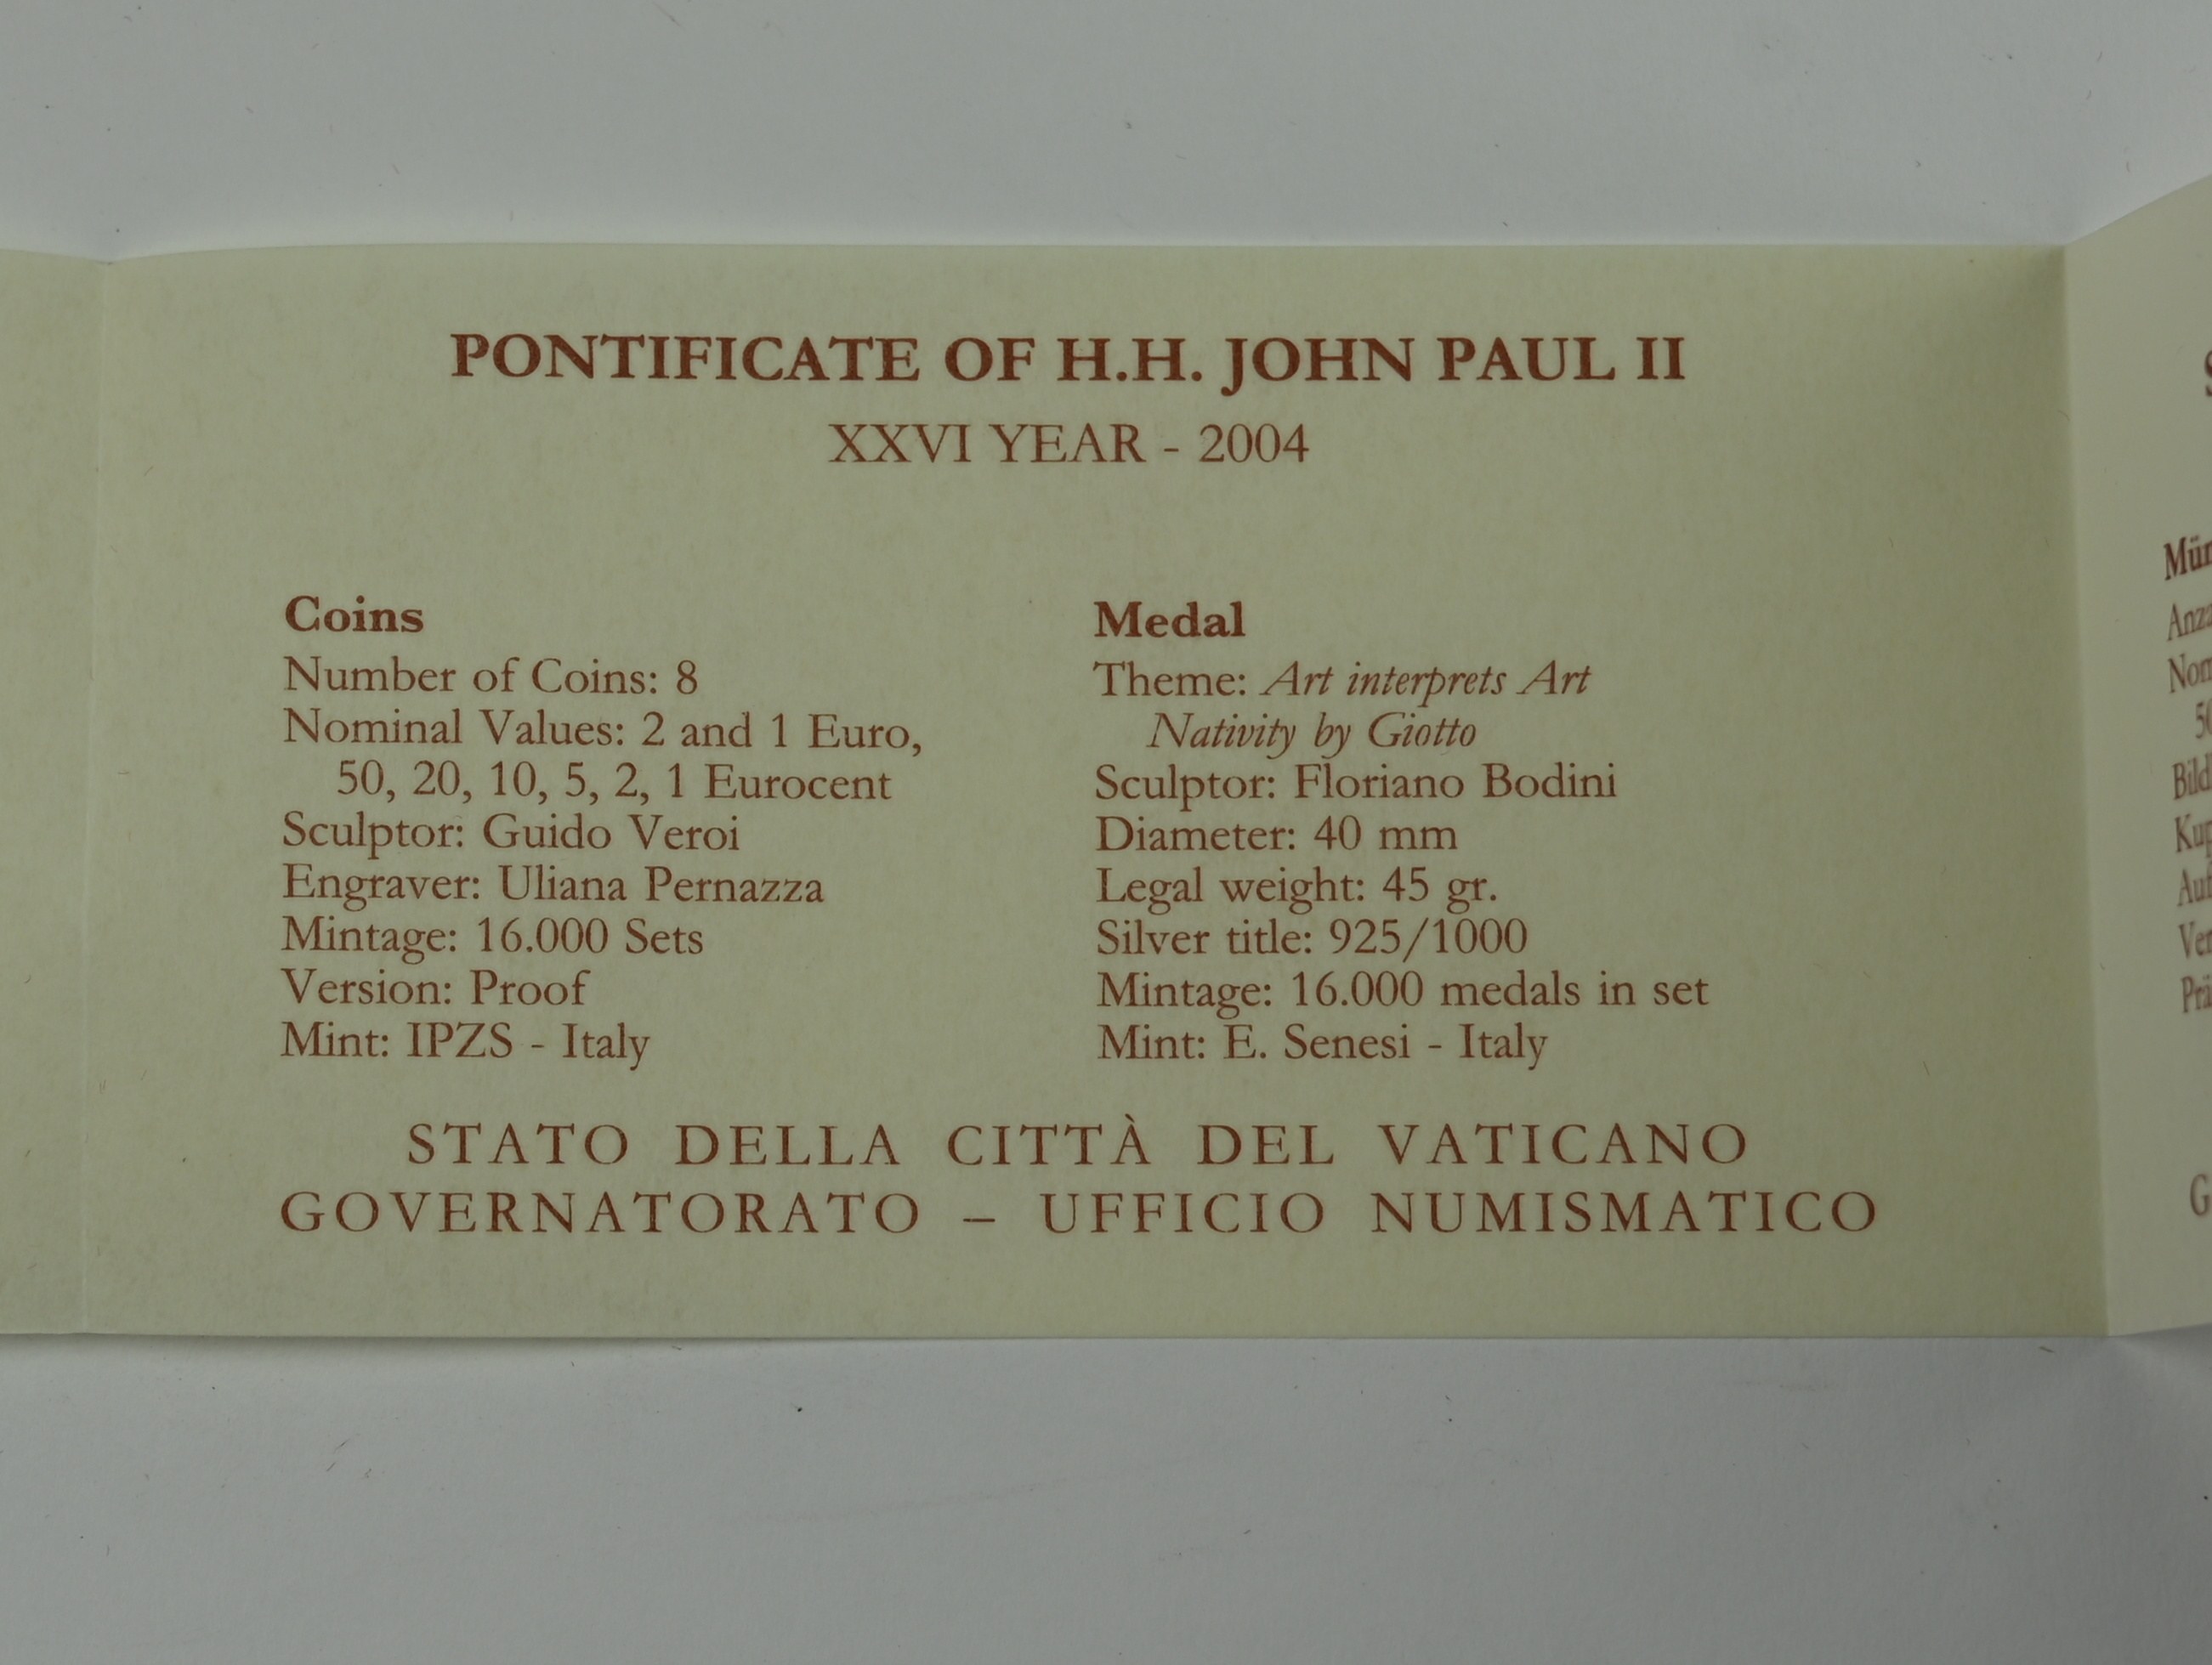 PONTIFICATE OF H.H. JOHN PAUL II
XXVI YEAR - 2004
Coins
Number of Coins: 8
Nominal Values: 2 and 1 Euro,
50, 20, 10, 5, 2, 1 Eurocent
Sculptor: Guido Veroi
Engraver: Uliana Pernazza
Mintage: 16.000 Sets
Version: Proof
Mint: IPZS - Italy
Medal
Theme: Art interprets Art
Nativity by Giotto
Sculptor: Floriano Bodini
Diameter: 40 mm
Legal weight: 45 gr.
Silver title: 925/1000
Mintage: 16.000 medals in set
Mint: E. Senesi - Italy
STATO DELLA CITTÀ DEL VATICANO
GOVERNATORATO – UFFICIO NUMISMATICO